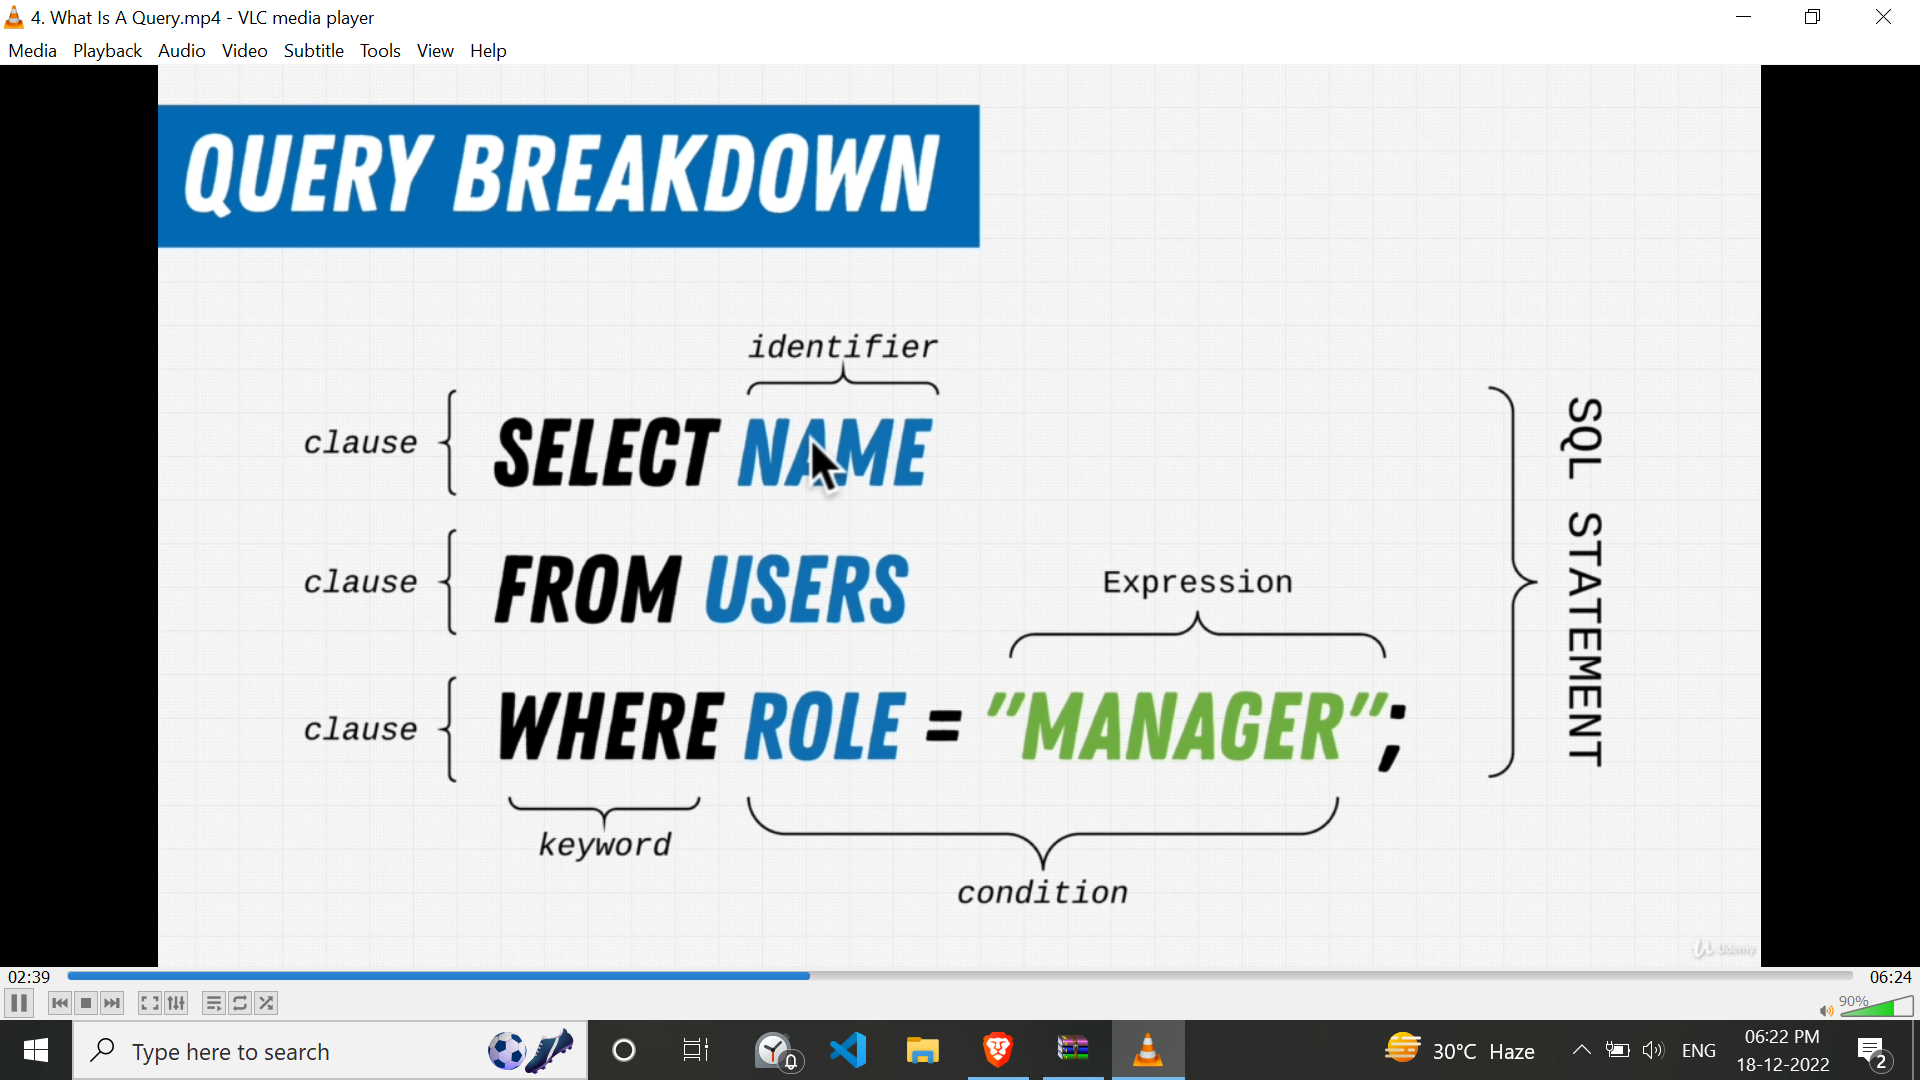 4. What Is A Query.mp4 - VLC media player
Media Playback Audio Video Subtitle Tools View Help
QUERY BREAKDOWN
identifier
clause SELECT NAME
clause FROM USERS
Expression
clause WHERE ROLE = "MANAGER";
keyword
condition
SQL STATEMENT
Udemy
02:39 06:24
90%
Type here to search
30°C Haze
ENG
06:22 PM
18-12-2022
2